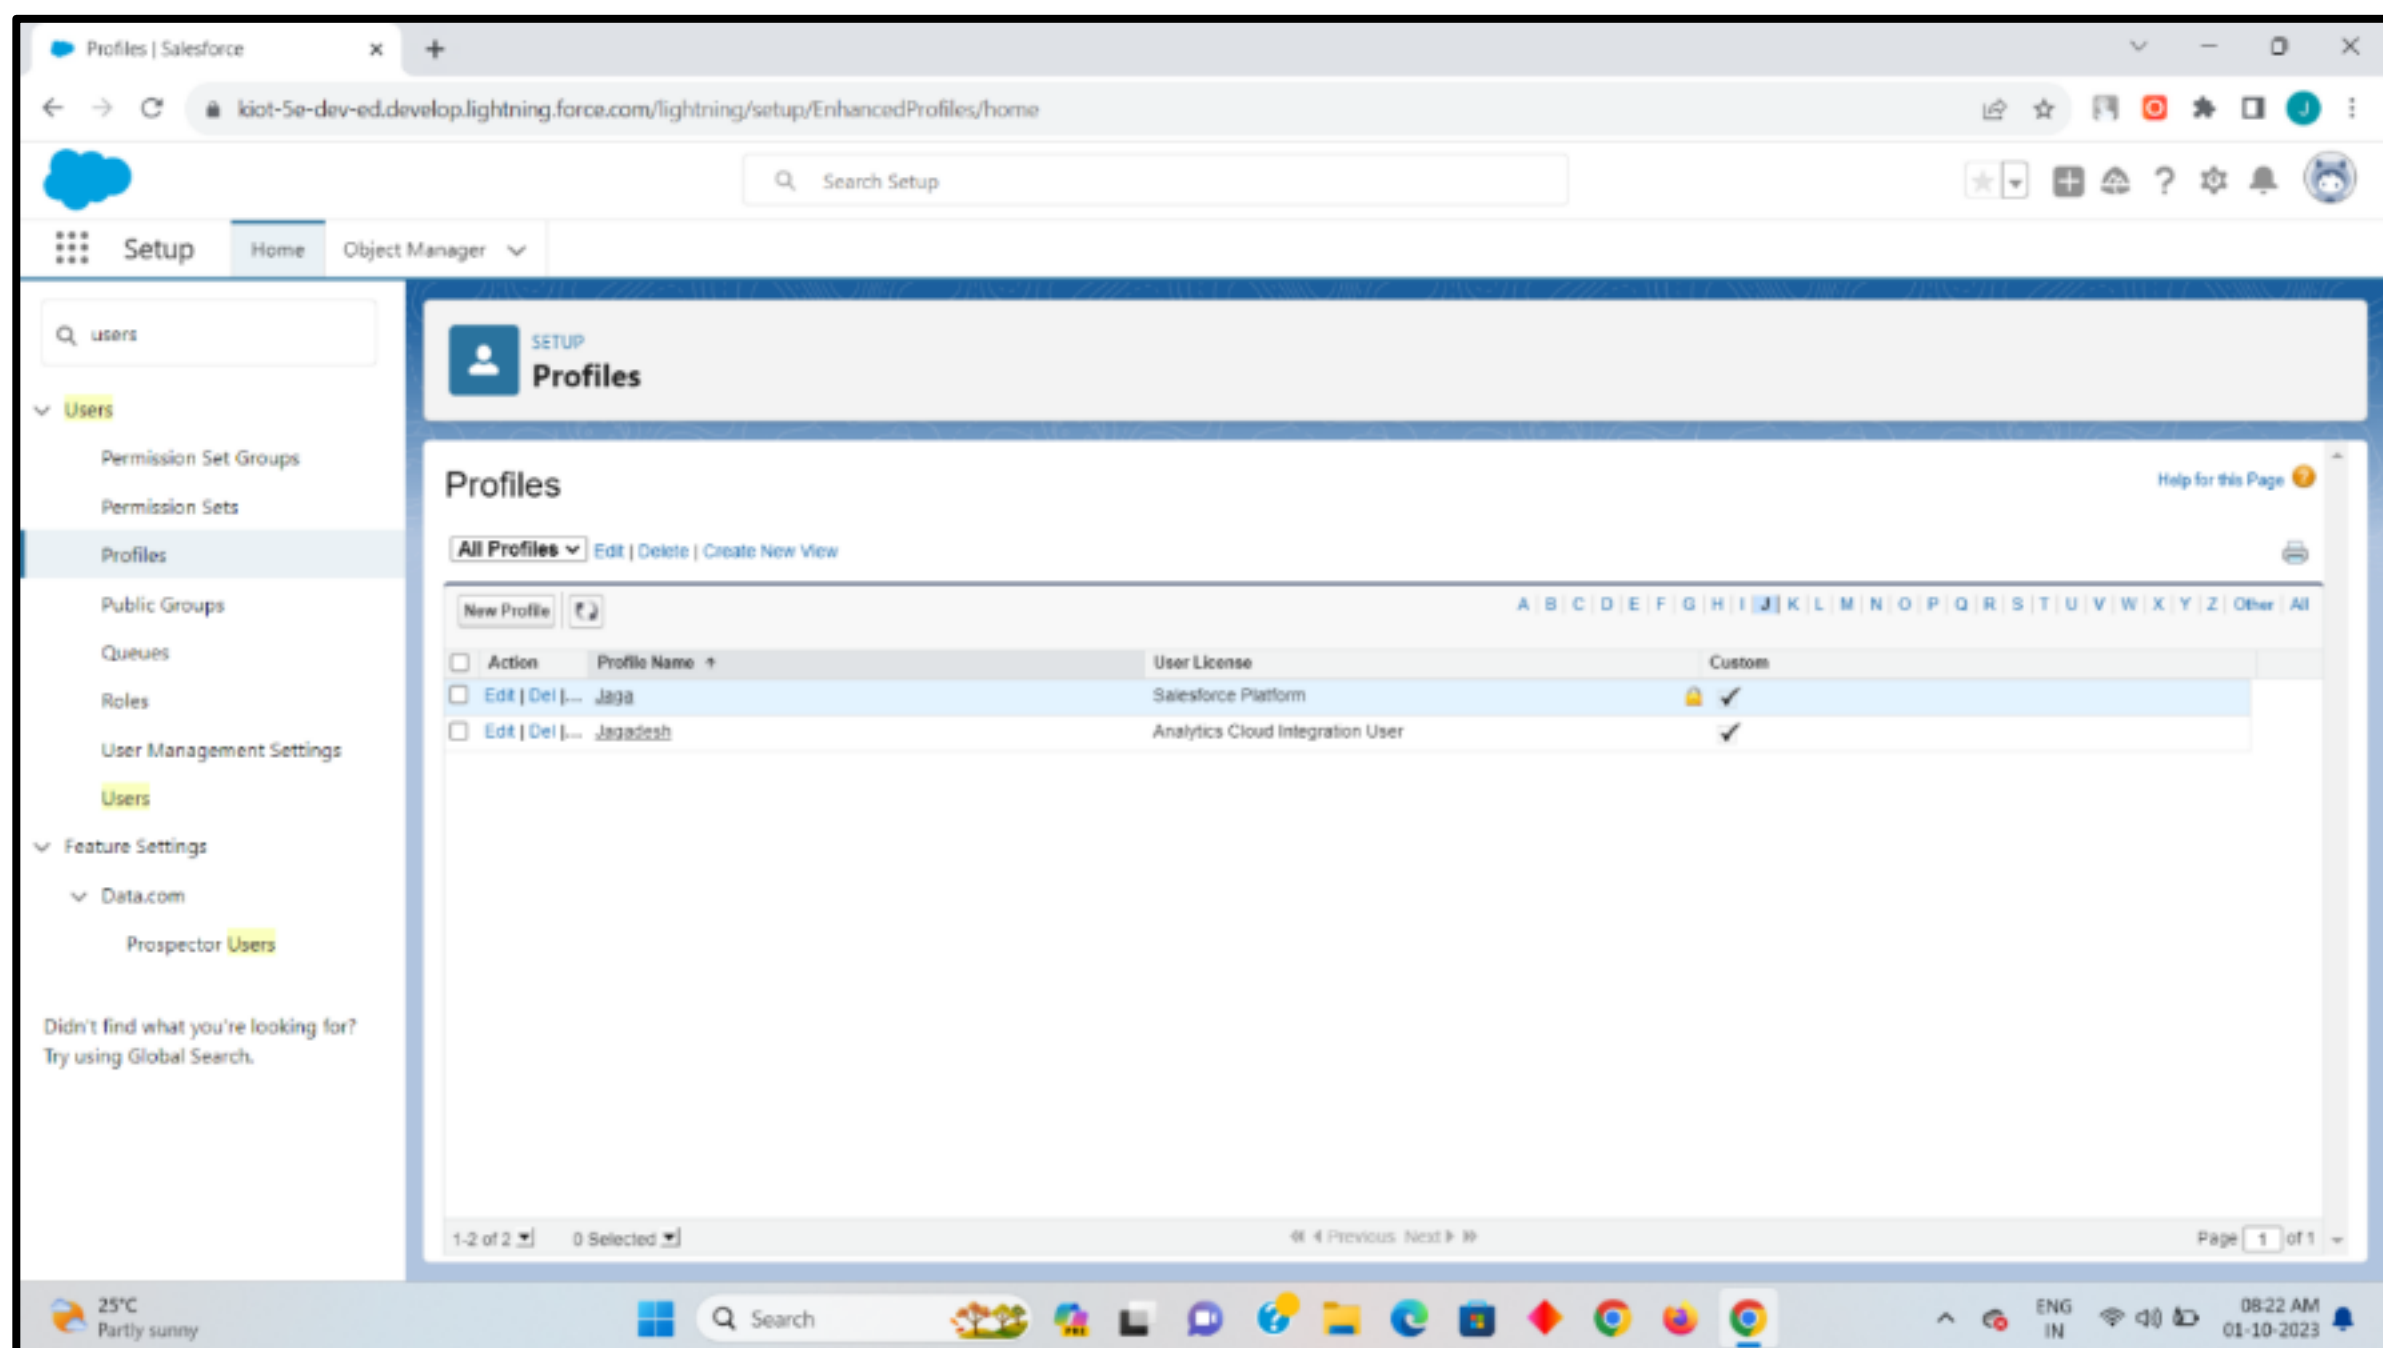 Profiles | Salesforce
kiot-5e-dev-ed.develop.lightning.force.com/lightning/setup/EnhancedProfiles/home
J
Search Setup
Setup Home Object Manager
users
Users
Permission Set Groups
Permission Sets
Profiles
Public Groups
Queues
Roles
User Management Settings
Users
Feature Settings
Data.com
Prospector Users
Didn't find what you're looking for?
Try using Global Search.
SETUP
Profiles
Profiles
Help for this Page
All Profiles Edit | Delete | Create New View
New Profile A | B | C | D | E | F | G | H | I | J | K | L | M | N | O | P | Q | R | S | T | U | V | W | X | Y | Z | Other | All
Action Profile Name User License Custom
Edit | Del |... Jaga Salesforce Platform
Edit | Del |... Jagadesh Analytics Cloud Integration User
1-2 of 2 0 Selected Previous Next Page 1 of 1
25°C
Partly sunny
Search
PRE
ENG
IN
08:22 AM
01-10-2023